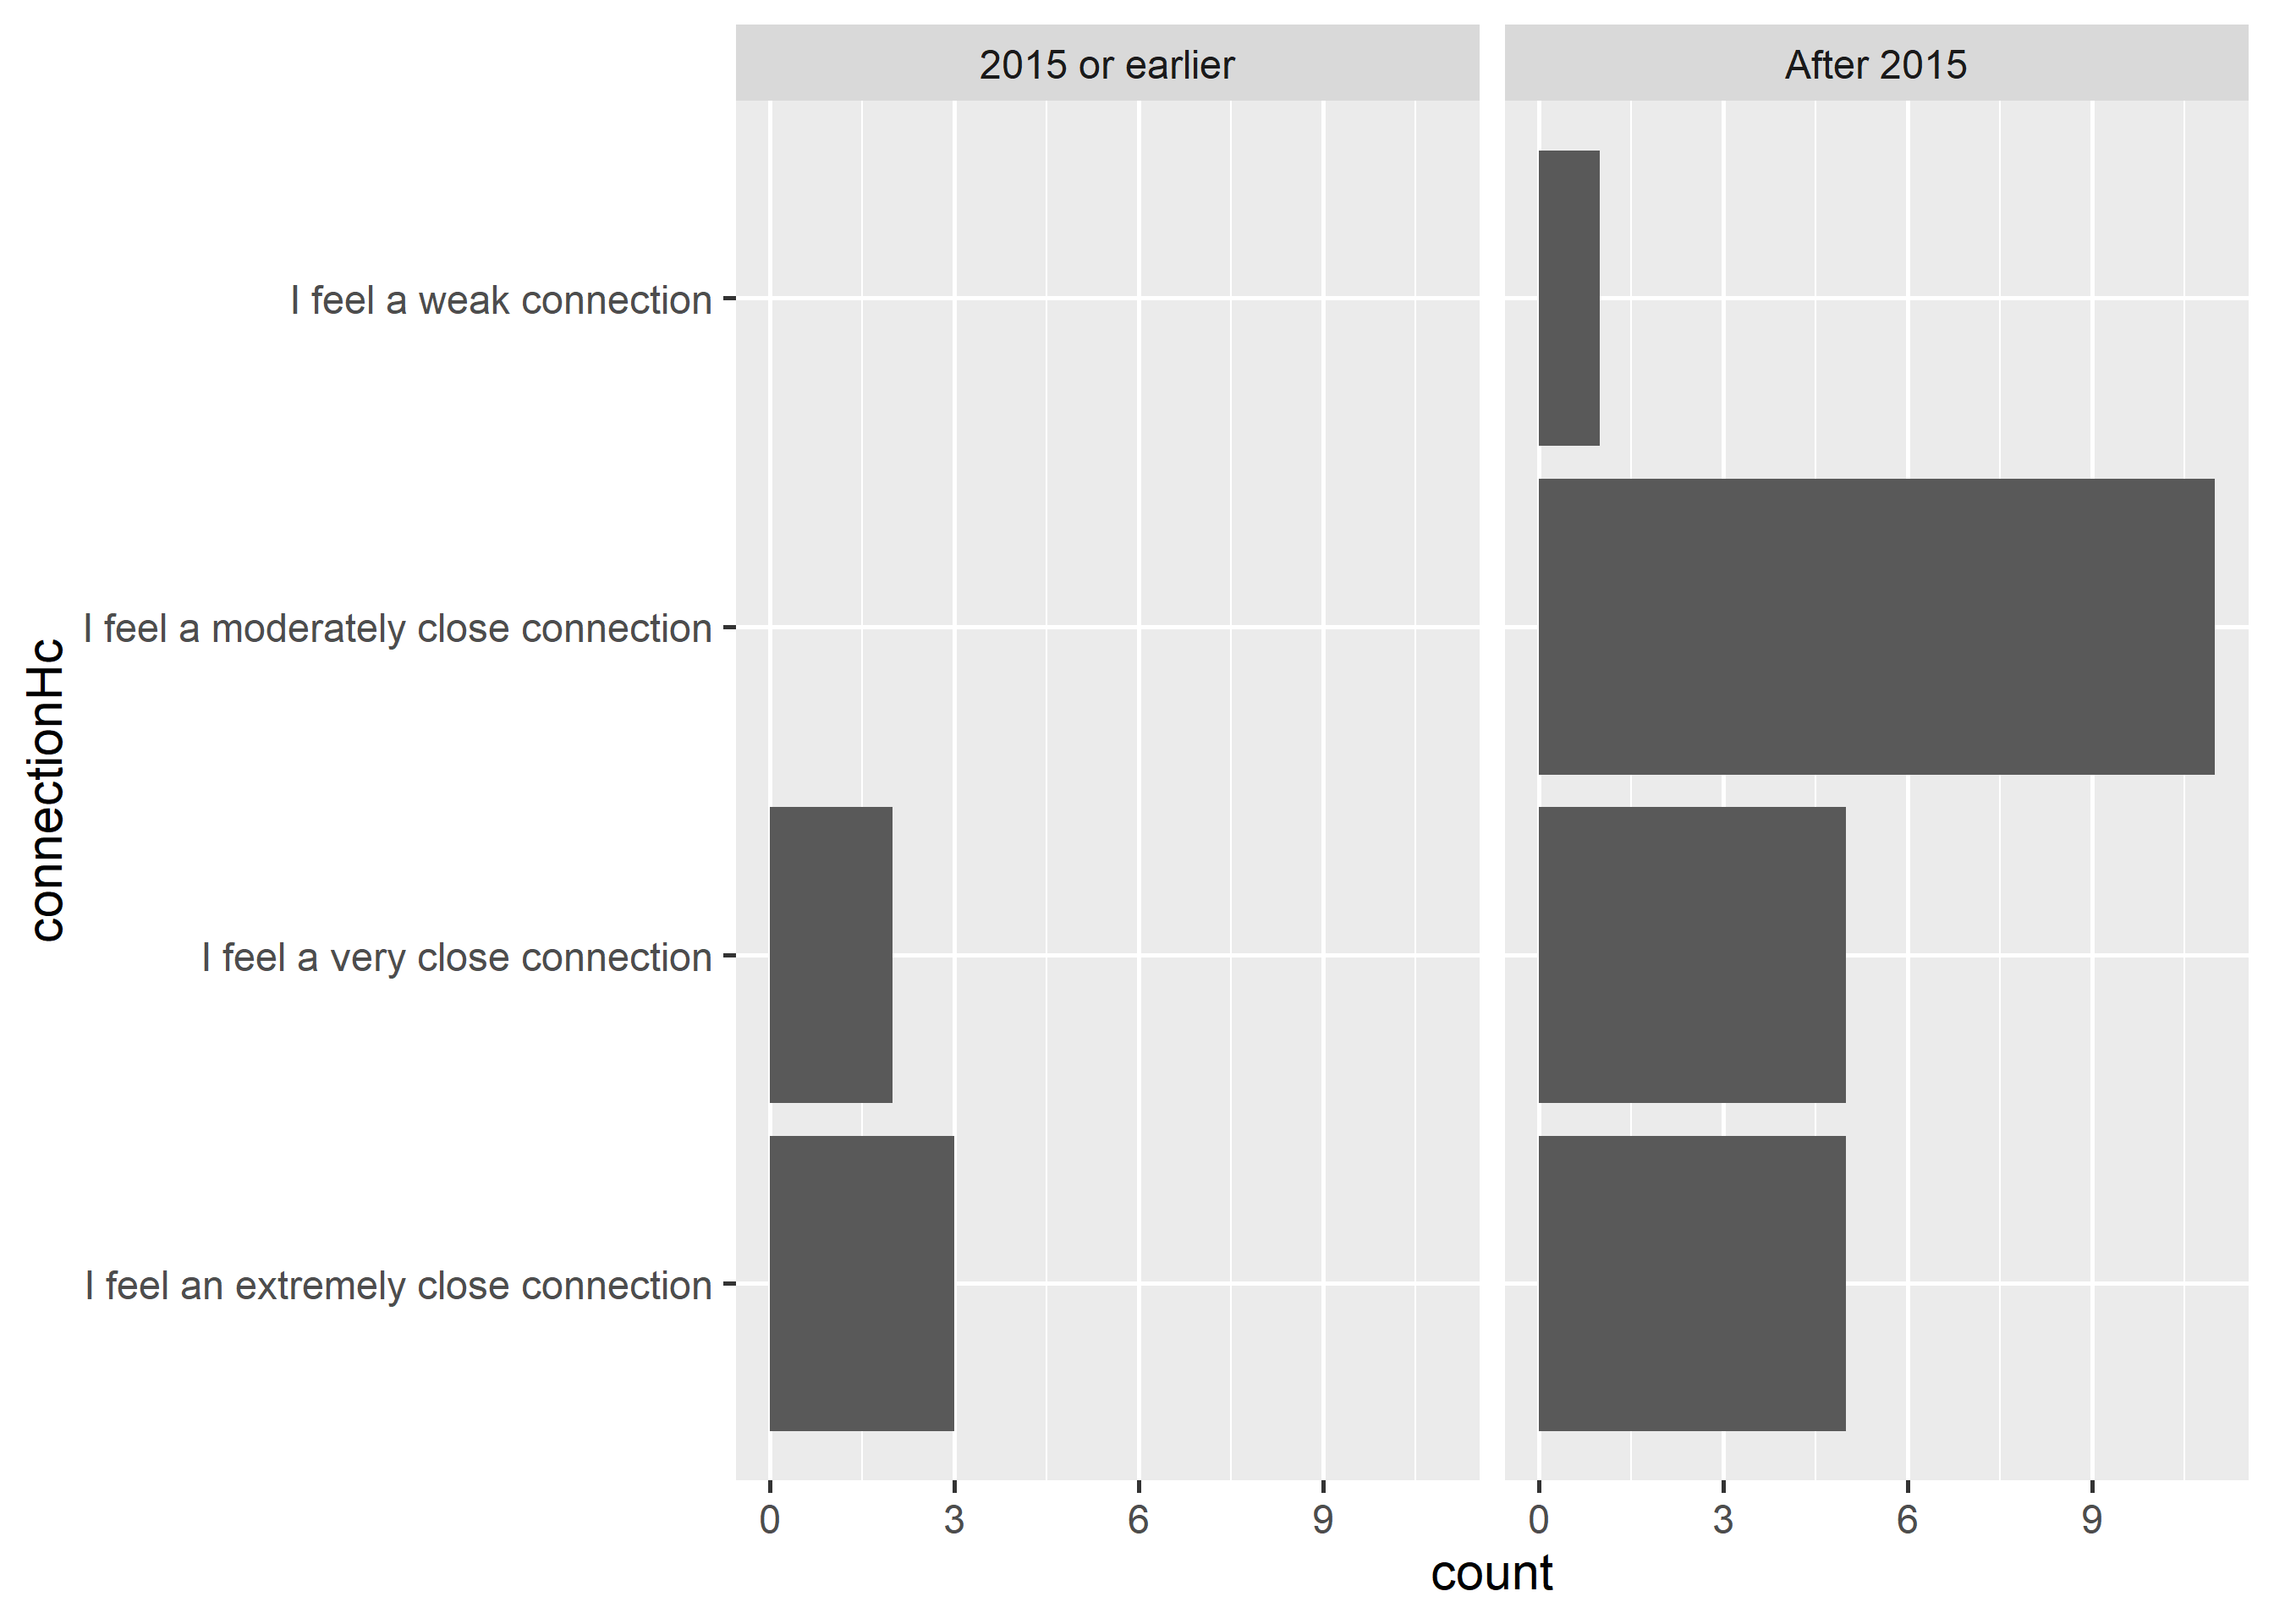 2015 or earlier
After 2015
I feel a weak connection
I feel a moderately close connection
I feel a very close connection
I feel an extremely close connection
connectionHc
0 3 6 9
0 3 6 9
count